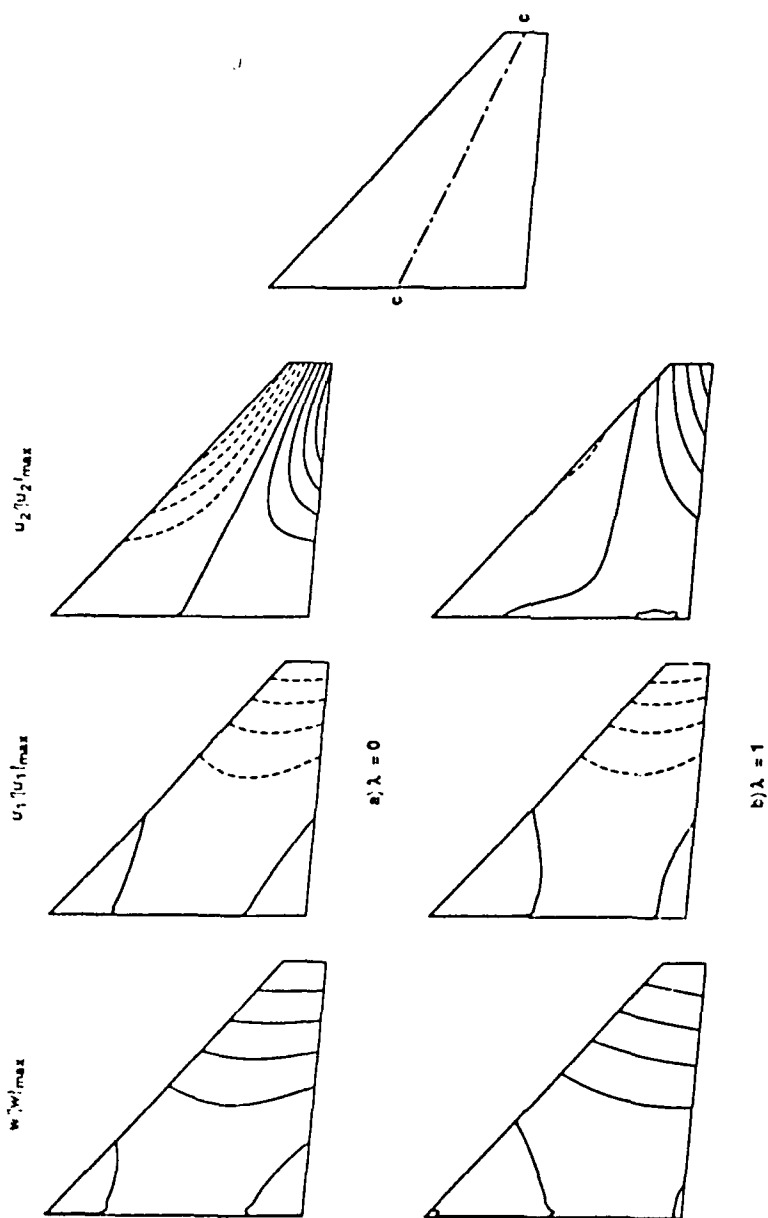 w/|w|max
u₁/|u₁|max
u₂/|u₂|max
a) λ = 0
b) λ = 1
c
c